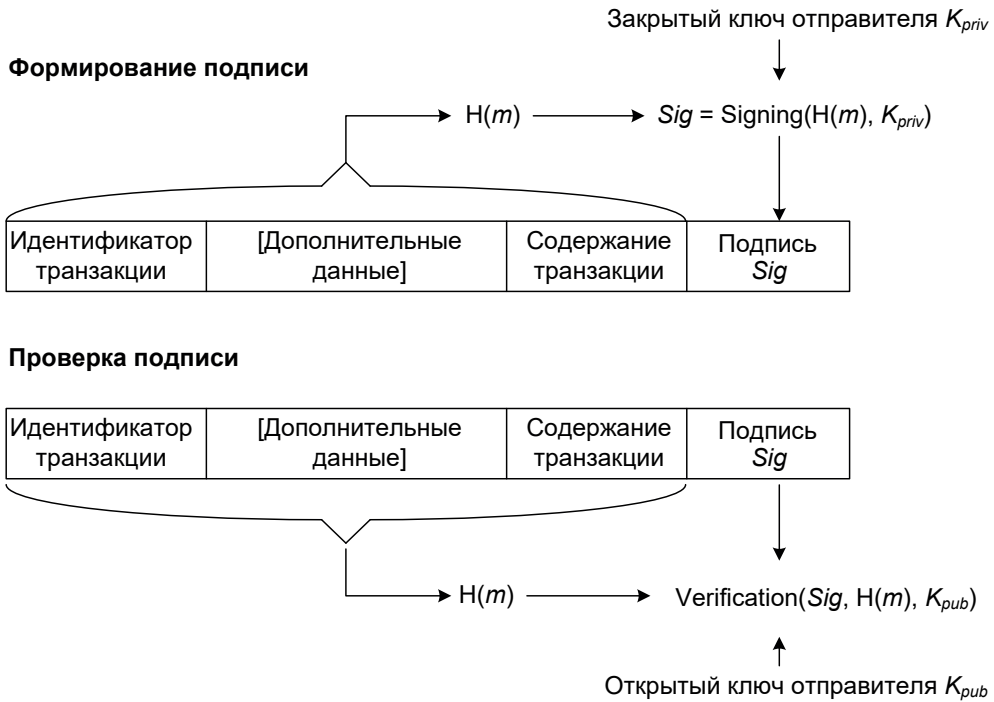 Закрытый ключ отправителя Kpriv
Формирование подписи
H(m)
Sig = Signing(H(m), Kpriv)
Идентификатор
транзакции
[Дополнительные
данные]
Содержание
транзакции
Подпись
Sig
Проверка подписи
Идентификатор
транзакции
[Дополнительные
данные]
Содержание
транзакции
Подпись
Sig
H(m)
Verification(Sig, H(m), Kpub)
Открытый ключ отправителя Kpub